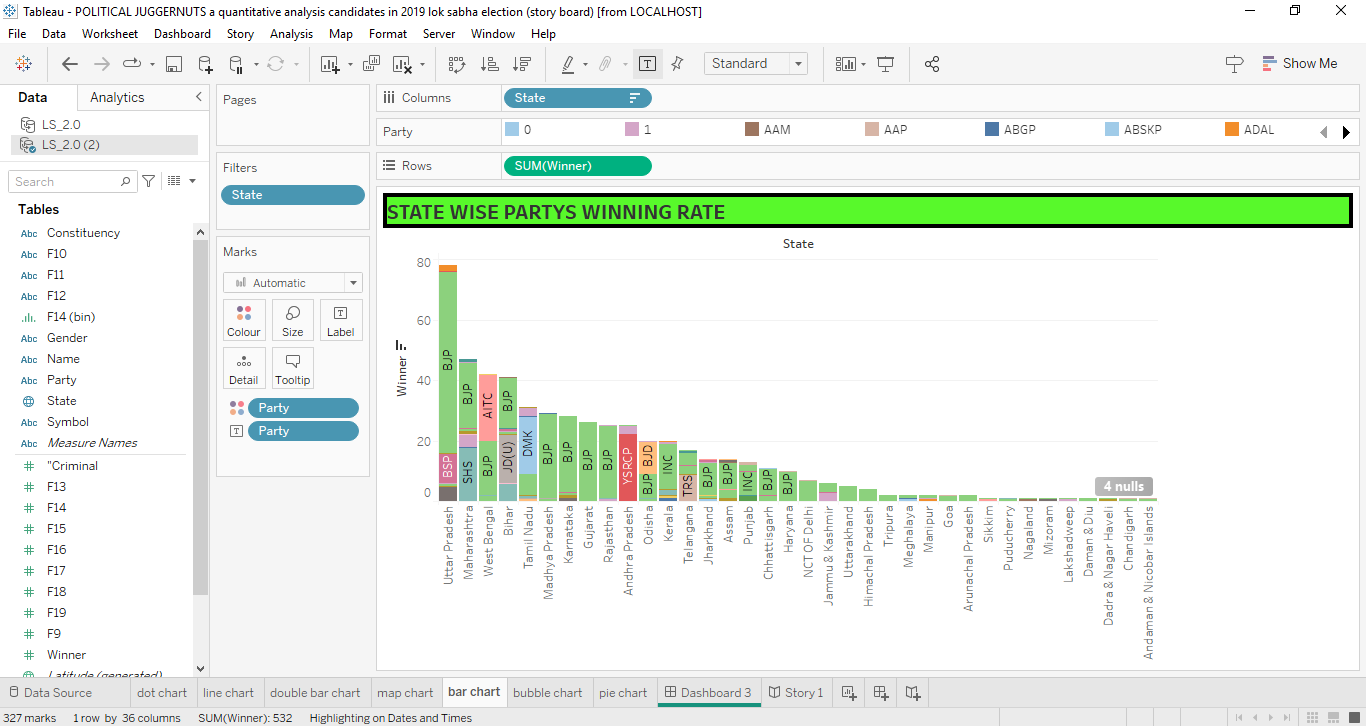 Tableau - POLITICAL JUGGERNUTS a quantitative analysis candidates in 2019 lok sabha election (story board) [from LOCALHOST]
File Data Worksheet Dashboard Story Analysis Map Format Server Window Help
Standard
Show Me
Data Analytics
LS_2.0
LS_2.0 (2)
Search
Tables
Abc Constituency
Abc F10
Abc F11
Abc F12
F14 (bin)
Abc Gender
Abc Name
Abc Party
State
Abc Symbol
Abc Measure Names
"Criminal
F13
F14
F15
F16
F17
F18
F19
F9
Winner
Latitude (generated)
Pages
Filters
State
Marks
Automatic
Colour Size Label
Detail Tooltip
Party
Party
Columns State
Party 0 1 AAM AAP ABGP ABSKP ADAL
Rows SUM(Winner)
STATE WISE PARTYS WINNING RATE
State
Winner
80
60
40
20
0
BJP
BSP
BJP
SHS
AITC
BJP
BJP
JD(U)
DMK
BJP
BJP
BJP
BJP
YSRCP
BJD
BJP
INC
TRS
BJP
BJP
INC
BJP
BJP
4 nulls
Uttar Pradesh
Maharashtra
West Bengal
Bihar
Tamil Nadu
Madhya Pradesh
Karnataka
Gujarat
Rajasthan
Andhra Pradesh
Odisha
Kerala
Telangana
Jharkhand
Assam
Punjab
Chhattisgarh
Haryana
NCT OF Delhi
Jammu & Kashmir
Uttarakhand
Himachal Pradesh
Tripura
Meghalaya
Manipur
Goa
Arunachal Pradesh
Sikkim
Puducherry
Nagaland
Mizoram
Lakshadweep
Daman & Diu
Dadra & Nagar Haveli
Chandigarh
Andaman & Nicobar Islands
Data Source dot chart line chart double bar chart map chart bar chart bubble chart pie chart Dashboard 3 Story 1
327 marks 1 row by 36 columns SUM(Winner): 532 Highlighting on Dates and Times